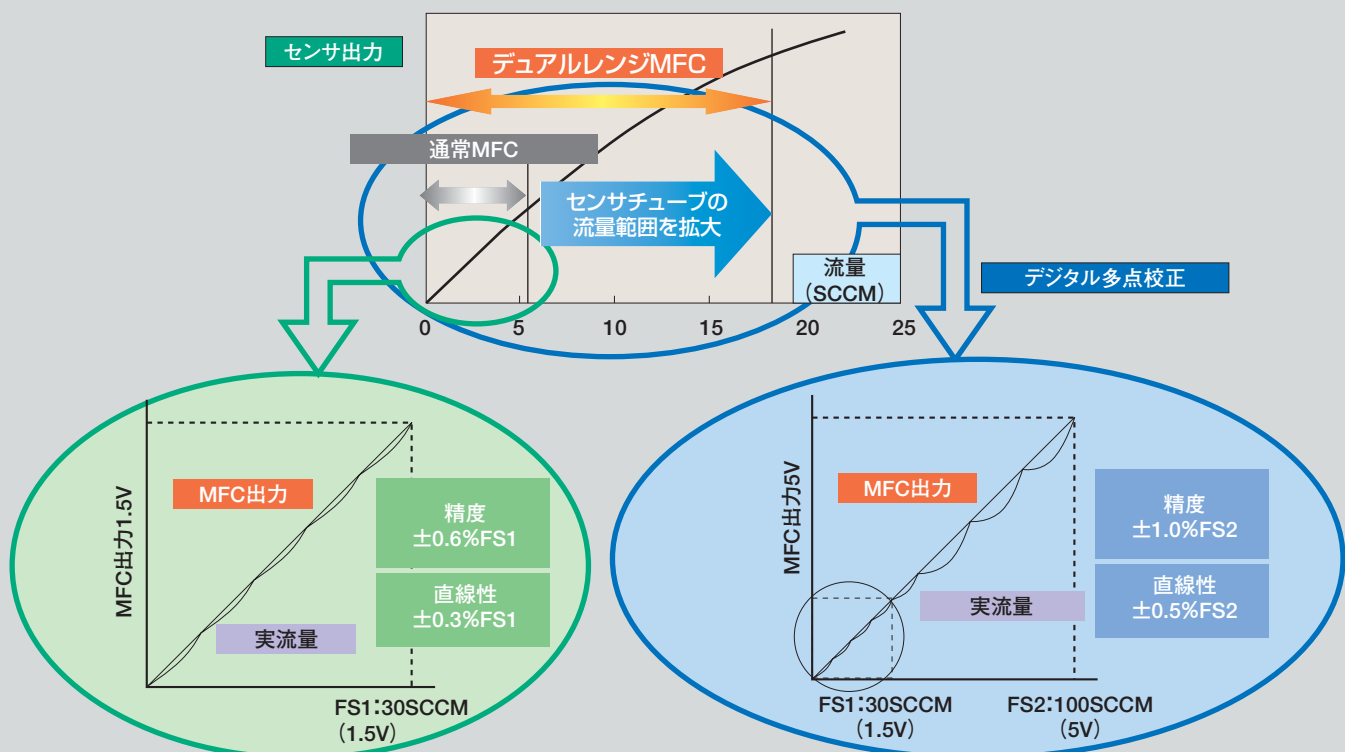 センサ出力
デュアルレンジMFC
通常MFC
センサチューブの
流量範囲を拡大
流量
(SCCM)
デジタル多点校正
0 5 10 15 20 25
MFC出力1.5V
MFC出力
精度
±0.6%FS1
直線性
±0.3%FS1
実流量
FS1:30SCCM
(1.5V)
MFC出力5V
MFC出力
精度
±1.0%FS2
直線性
±0.5%FS2
実流量
FS1:30SCCM
(1.5V)
FS2:100SCCM
(5V)